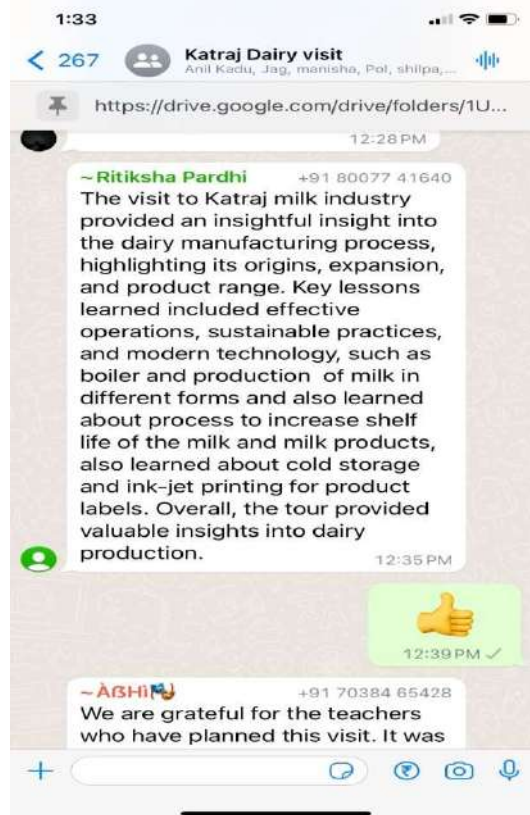 1:33
267
Katraj Dairy visit
Anil Kadu, Jag, manisha, Pol, shilpa,...
https://drive.google.com/drive/folders/1U...
12:28 PM
~Ritiksha Pardhi +91 80077 41640
The visit to Katraj milk industry
provided an insightful insight into
the dairy manufacturing process,
highlighting its origins, expansion,
and product range. Key lessons
learned included effective
operations, sustainable practices,
and modern technology, such as
boiler and production of milk in
different forms and also learned
about process to increase shelf
life of the milk and milk products,
also learned about cold storage
and ink-jet printing for product
labels. Overall, the tour provided
valuable insights into dairy
production.
12:35 PM
12:39 PM
~ÀßHì +91 70384 65428
We are grateful for the teachers
who have planned this visit. It was